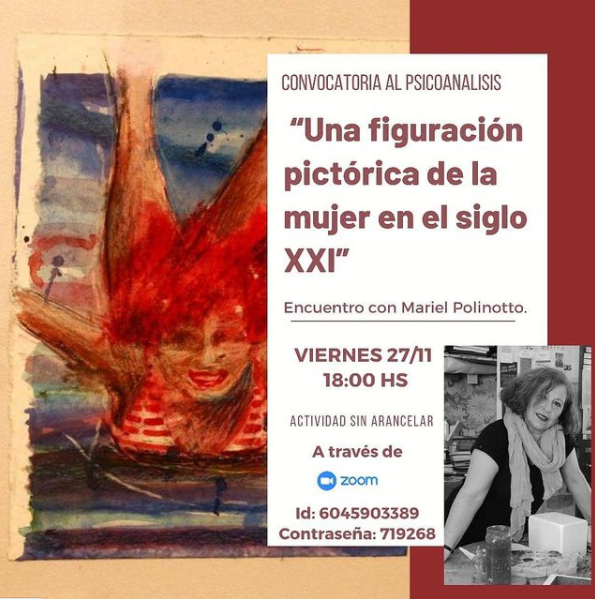 CONVOCATORIA AL PSICOANALISIS
“Una figuración
pictórica de la
mujer en el siglo
XXI”
Encuentro con Mariel Polinotto.
VIERNES 27/11
18:00 HS
ACTIVIDAD SIN ARANCELAR
A través de
zoom
Id: 6045903389
Contraseña: 719268